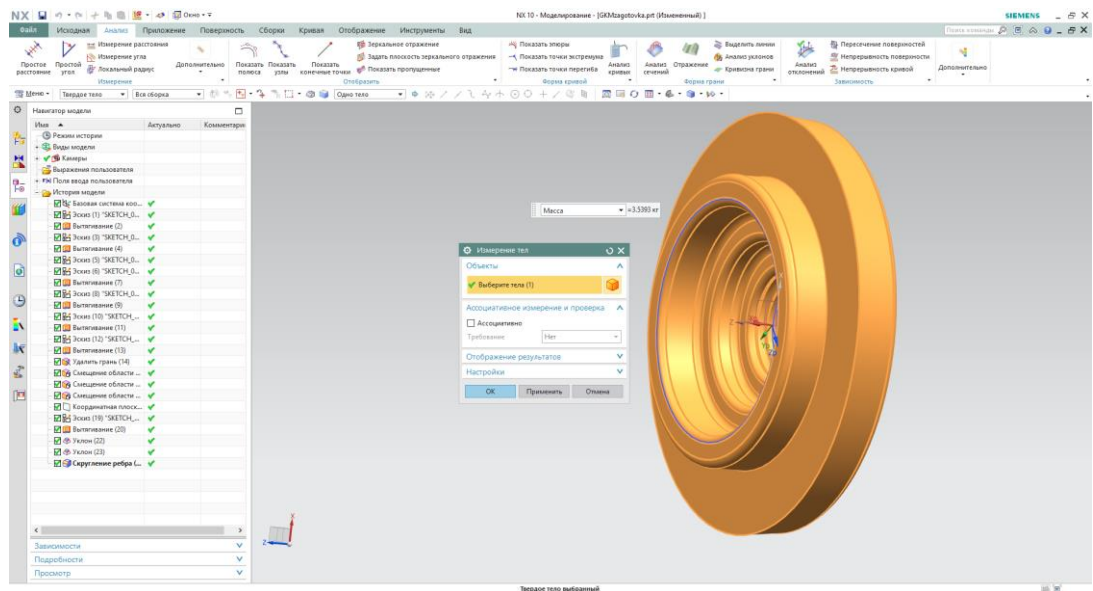 NX
Окно
NX 10 - Моделирование - [GKMzagotovka.prt (Измененный) ]
SIEMENS
Файл Исходная Анализ Приложение Поверхность Сборки Кривая Отображение Инструменты Вид
Простое расстояние
Простой угол
Измерение расстояния
Измерение угла
Локальный радиус
Дополнительно
Измерение
Показать полюса
Показать узлы
Показать конечные точки
Зеркальное отражение
Задать плоскость зеркального отражения
Показать пропущенные
Отобразить
Показать эпюры
Показать точки экстремума
Показать точки перегиба
Анализ кривых
Форма кривой
Анализ сечений
Отражение
Выделить линии
Анализ уклонов
Кривизна грани
Форма грани
Анализ отклонений
Пересечение поверхностей
Непрерывность поверхности
Непрерывность кривой
Зависимость
Дополнительно
Меню
Твердое тело
Вся сборка
Одно тело
Навигатор модели
Имя Актуально Комментари
Режим истории
Виды модели
Камеры
Выражения пользователя
Поля ввода пользователя
История модели
Базовая система коо...
Эскиз (1) "SKETCH_0...
Вытягивание (2)
Эскиз (3) "SKETCH_0...
Вытягивание (4)
Эскиз (5) "SKETCH_0...
Эскиз (6) "SKETCH_0...
Вытягивание (7)
Эскиз (8) "SKETCH_0...
Вытягивание (9)
Эскиз (10) "SKETCH_...
Вытягивание (11)
Эскиз (12) "SKETCH_...
Вытягивание (13)
Удалить грань (14)
Смещение области ...
Смещение области ...
Смещение области ...
Координатная плоск...
Эскиз (19) "SKETCH_...
Вытягивание (20)
Уклон (22)
Уклон (23)
Скругление ребра (...
Зависимости
Подробности
Просмотр
Масса =3.5393 кг
Измерение тел
Объекты
Выберите тела (1)
Ассоциативное измерение и проверка
Ассоциативно
Требование Нет
Отображение результатов
Настройки
OK Применить Отмена
X
Z
Твердое тело выбранный